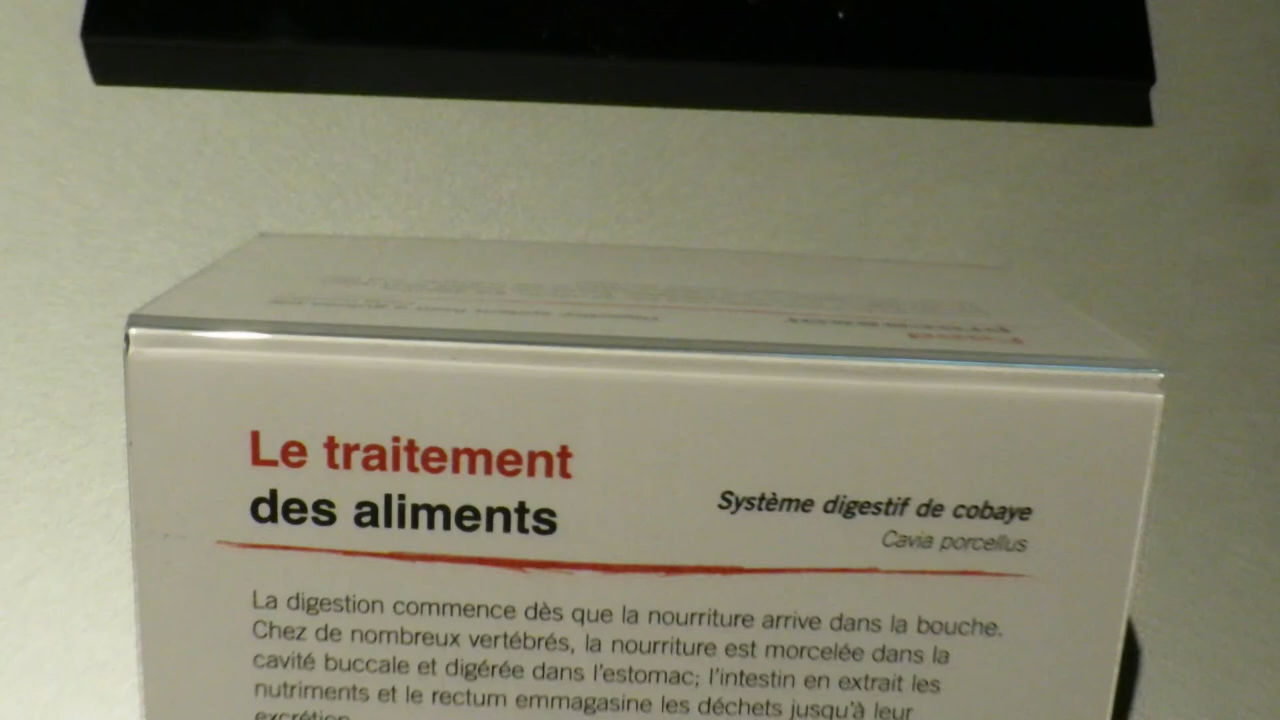 Le traitement
des aliments
Système digestif de cobaye
Cavia porcellus
La digestion commence dès que la nourriture arrive dans la bouche.
Chez de nombreux vertébrés, la nourriture est morcelée dans la
cavité buccale et digérée dans l'estomac; l'intestin en extrait les
nutriments et le rectum emmagasine les déchets jusqu'à leur
excrétion.